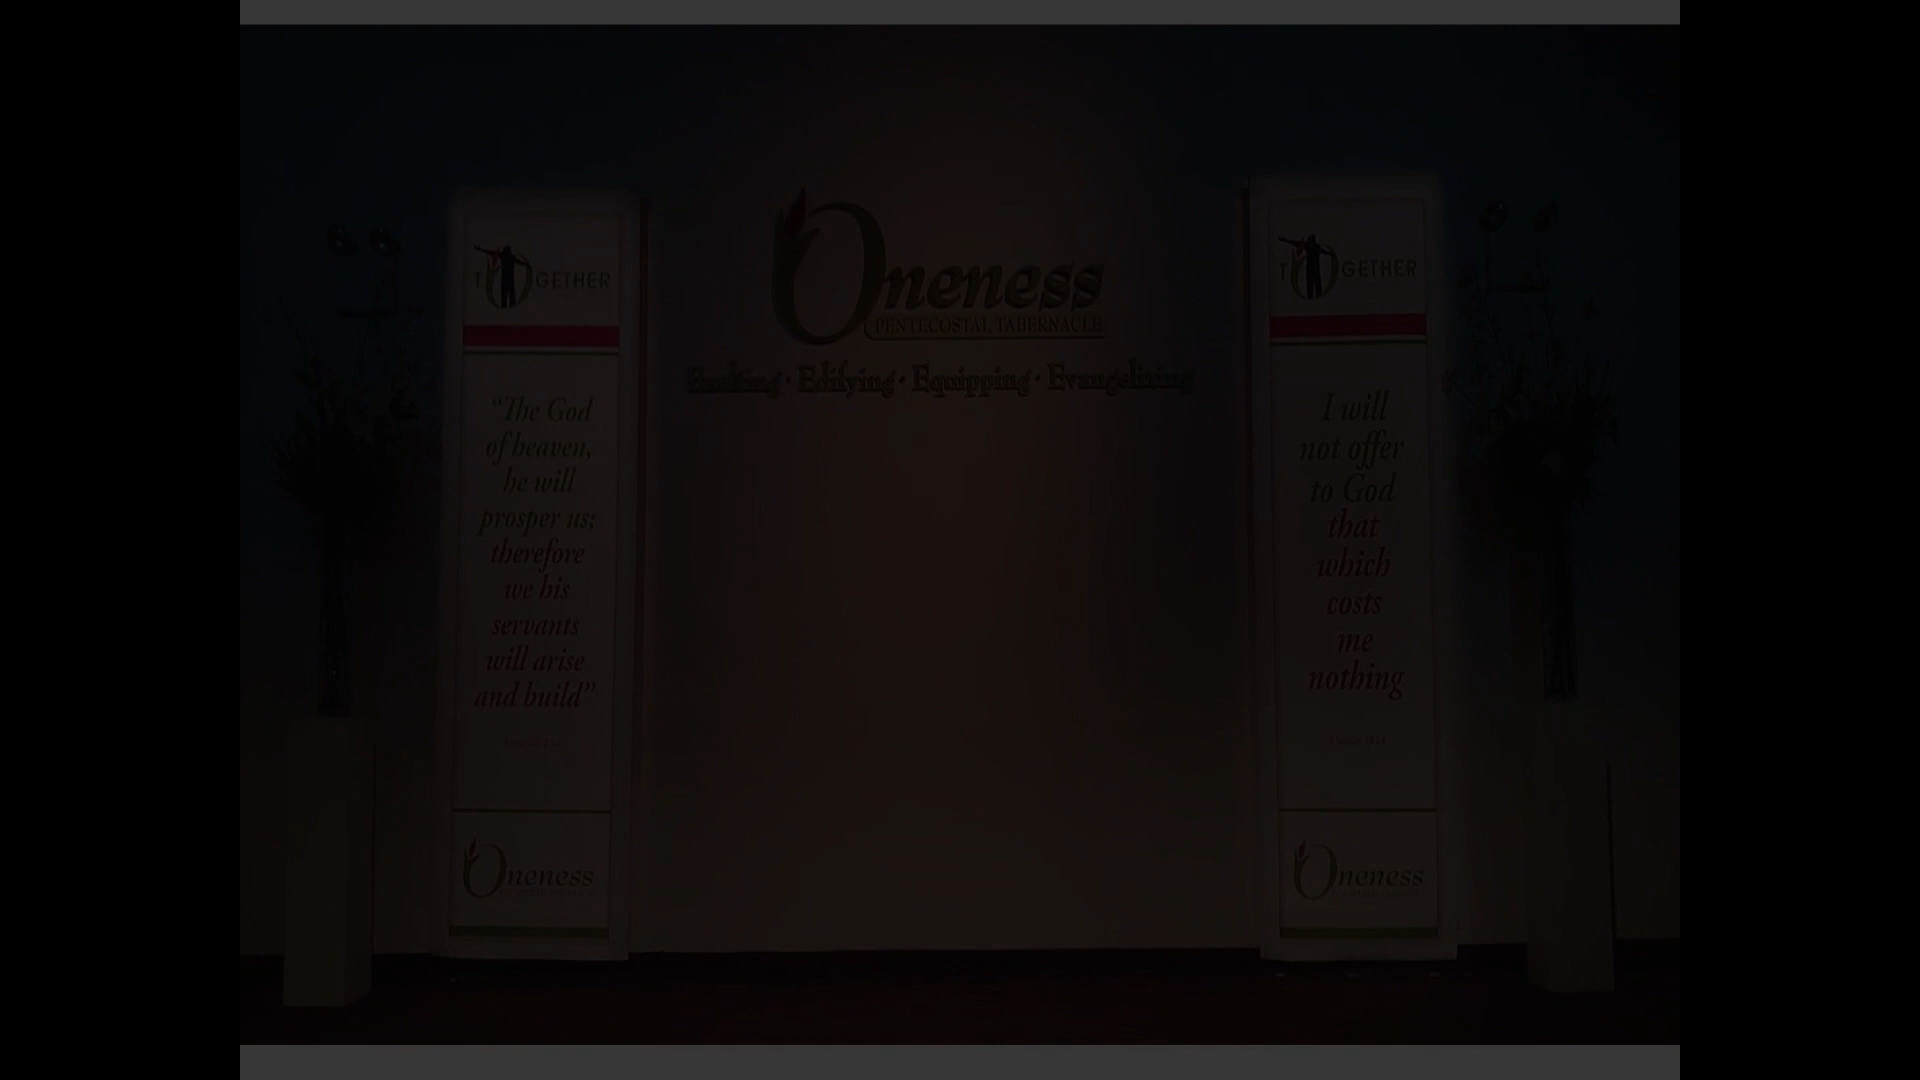 Oneness
PENTECOSTAL TABERNACLE
Edifying · Equipping · Evangelizing
TOGETHER
"The God
of heaven,
he will
prosper us;
therefore
we his
servants
will arise
and build"
Oneness
TOGETHER
I will
not offer
to God
that
which
costs
me
nothing
Oneness